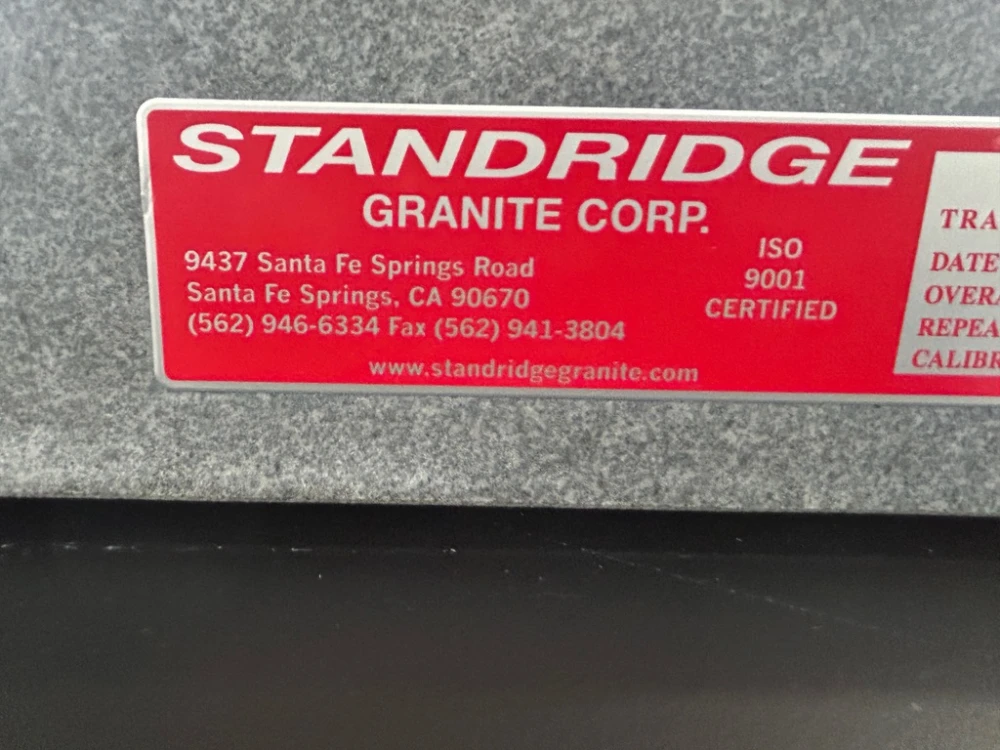 STANDRIDGE
GRANITE CORP.
9437 Santa Fe Springs Road
Santa Fe Springs, CA 90670
(562) 946-6334 Fax (562) 941-3804
www.standridgegranite.com
ISO
9001
CERTIFIED
DATE